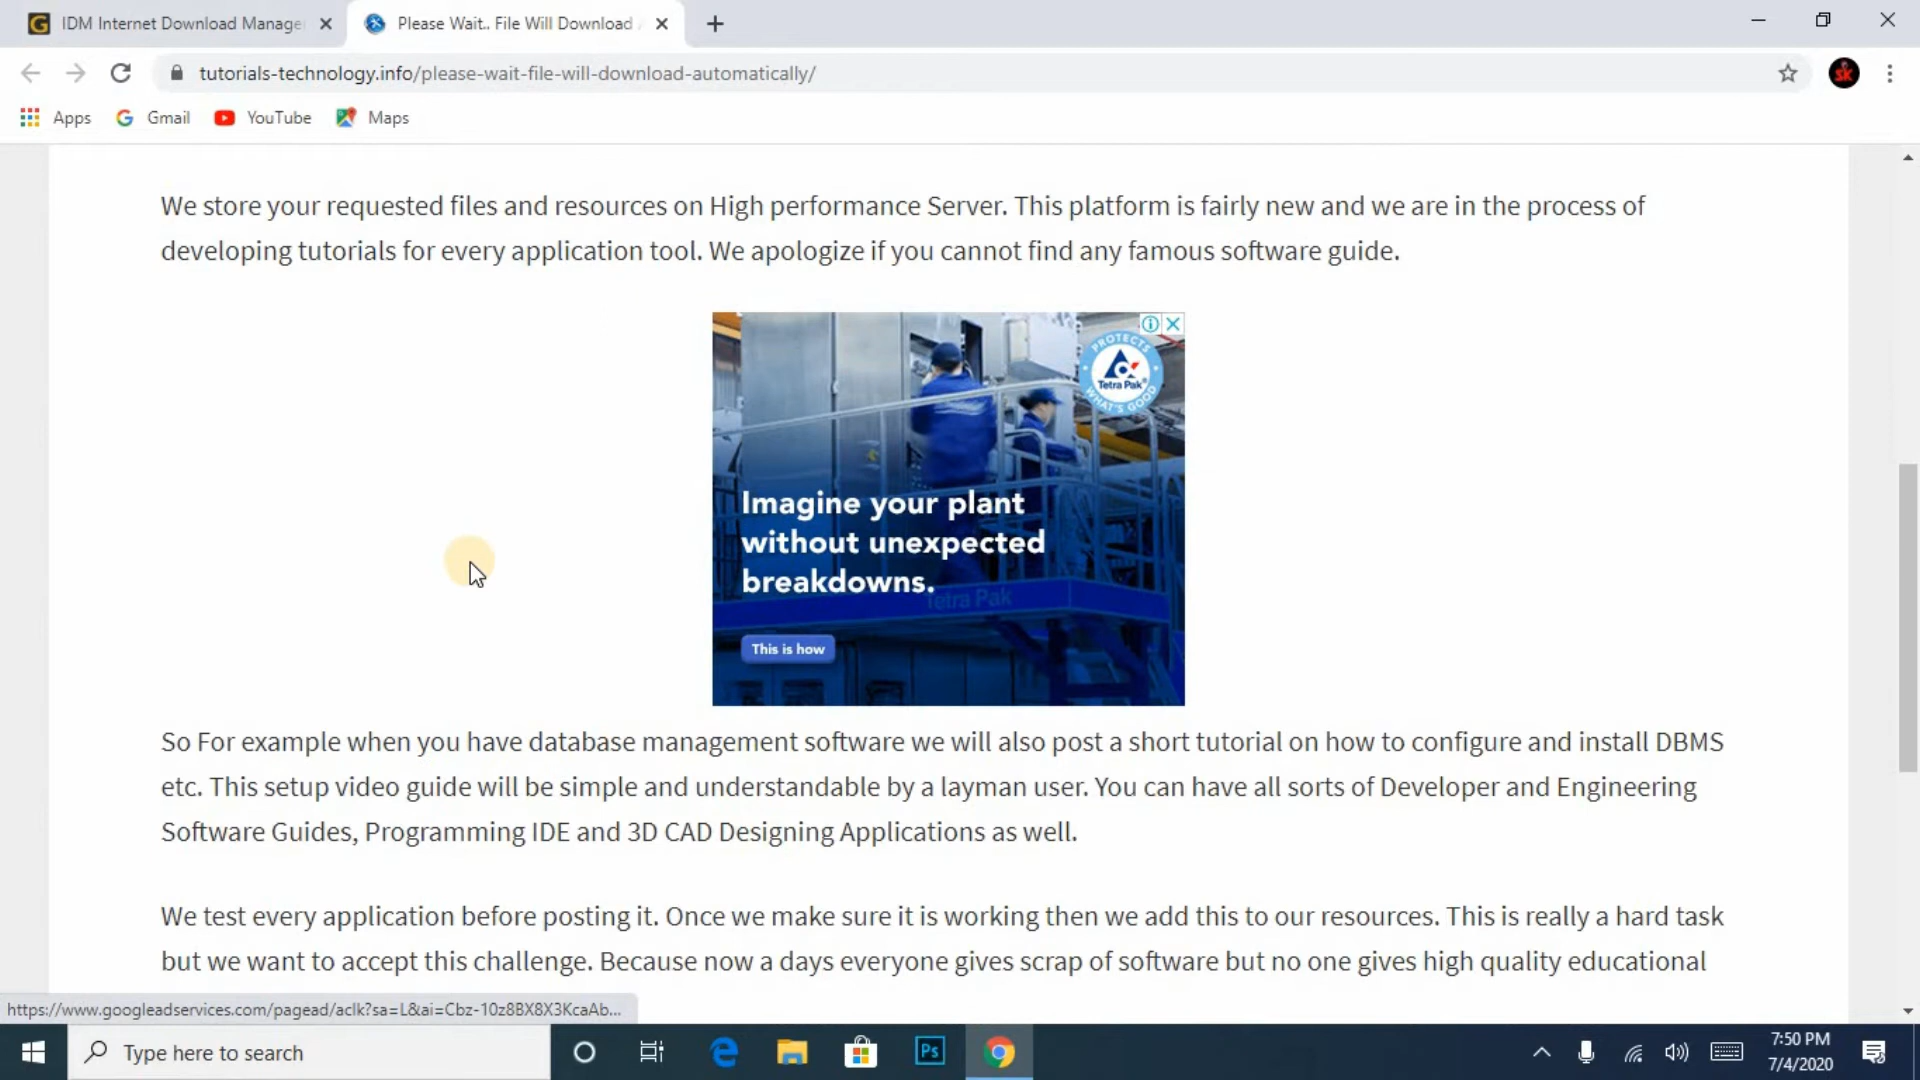 IDM Internet Download Manage
Please Wait.. File Will Download
tutorials-technology.info/please-wait-file-will-download-automatically/
sk
Apps
Gmail
YouTube
Maps
We store your requested files and resources on High performance Server. This platform is fairly new and we are in the process of
developing tutorials for every application tool. We apologize if you cannot find any famous software guide.
PROTECTS
Tetra Pak®
WHAT'S GOOD
Imagine your plant
without unexpected
breakdowns.
Tetra Pak
This is how
So For example when you have database management software we will also post a short tutorial on how to configure and install DBMS
etc. This setup video guide will be simple and understandable by a layman user. You can have all sorts of Developer and Engineering
Software Guides, Programming IDE and 3D CAD Designing Applications as well.
We test every application before posting it. Once we make sure it is working then we add this to our resources. This is really a hard task
but we want to accept this challenge. Because now a days everyone gives scrap of software but no one gives high quality educational
https://www.googleadservices.com/pagead/aclk?sa=L&ai=Cbz-10z8BX8X3KcaAb...
Type here to search
Ps
7:50 PM
7/4/2020